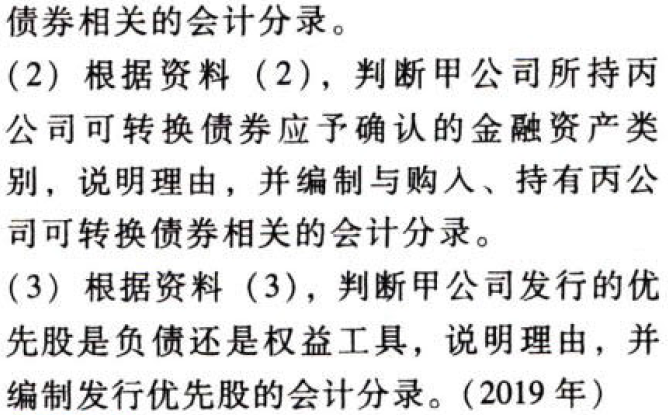 债券相关的会计分录。
(2) 根据资料 (2), 判断甲公司所持丙
公司可转换债券应予确认的金融资产类
别, 说明理由, 并编制与购入、持有丙公
司可转换债券相关的会计分录。
(3) 根据资料 (3), 判断甲公司发行的优
先股是负债还是权益工具, 说明理由, 并
编制发行优先股的会计分录。(2019 年)